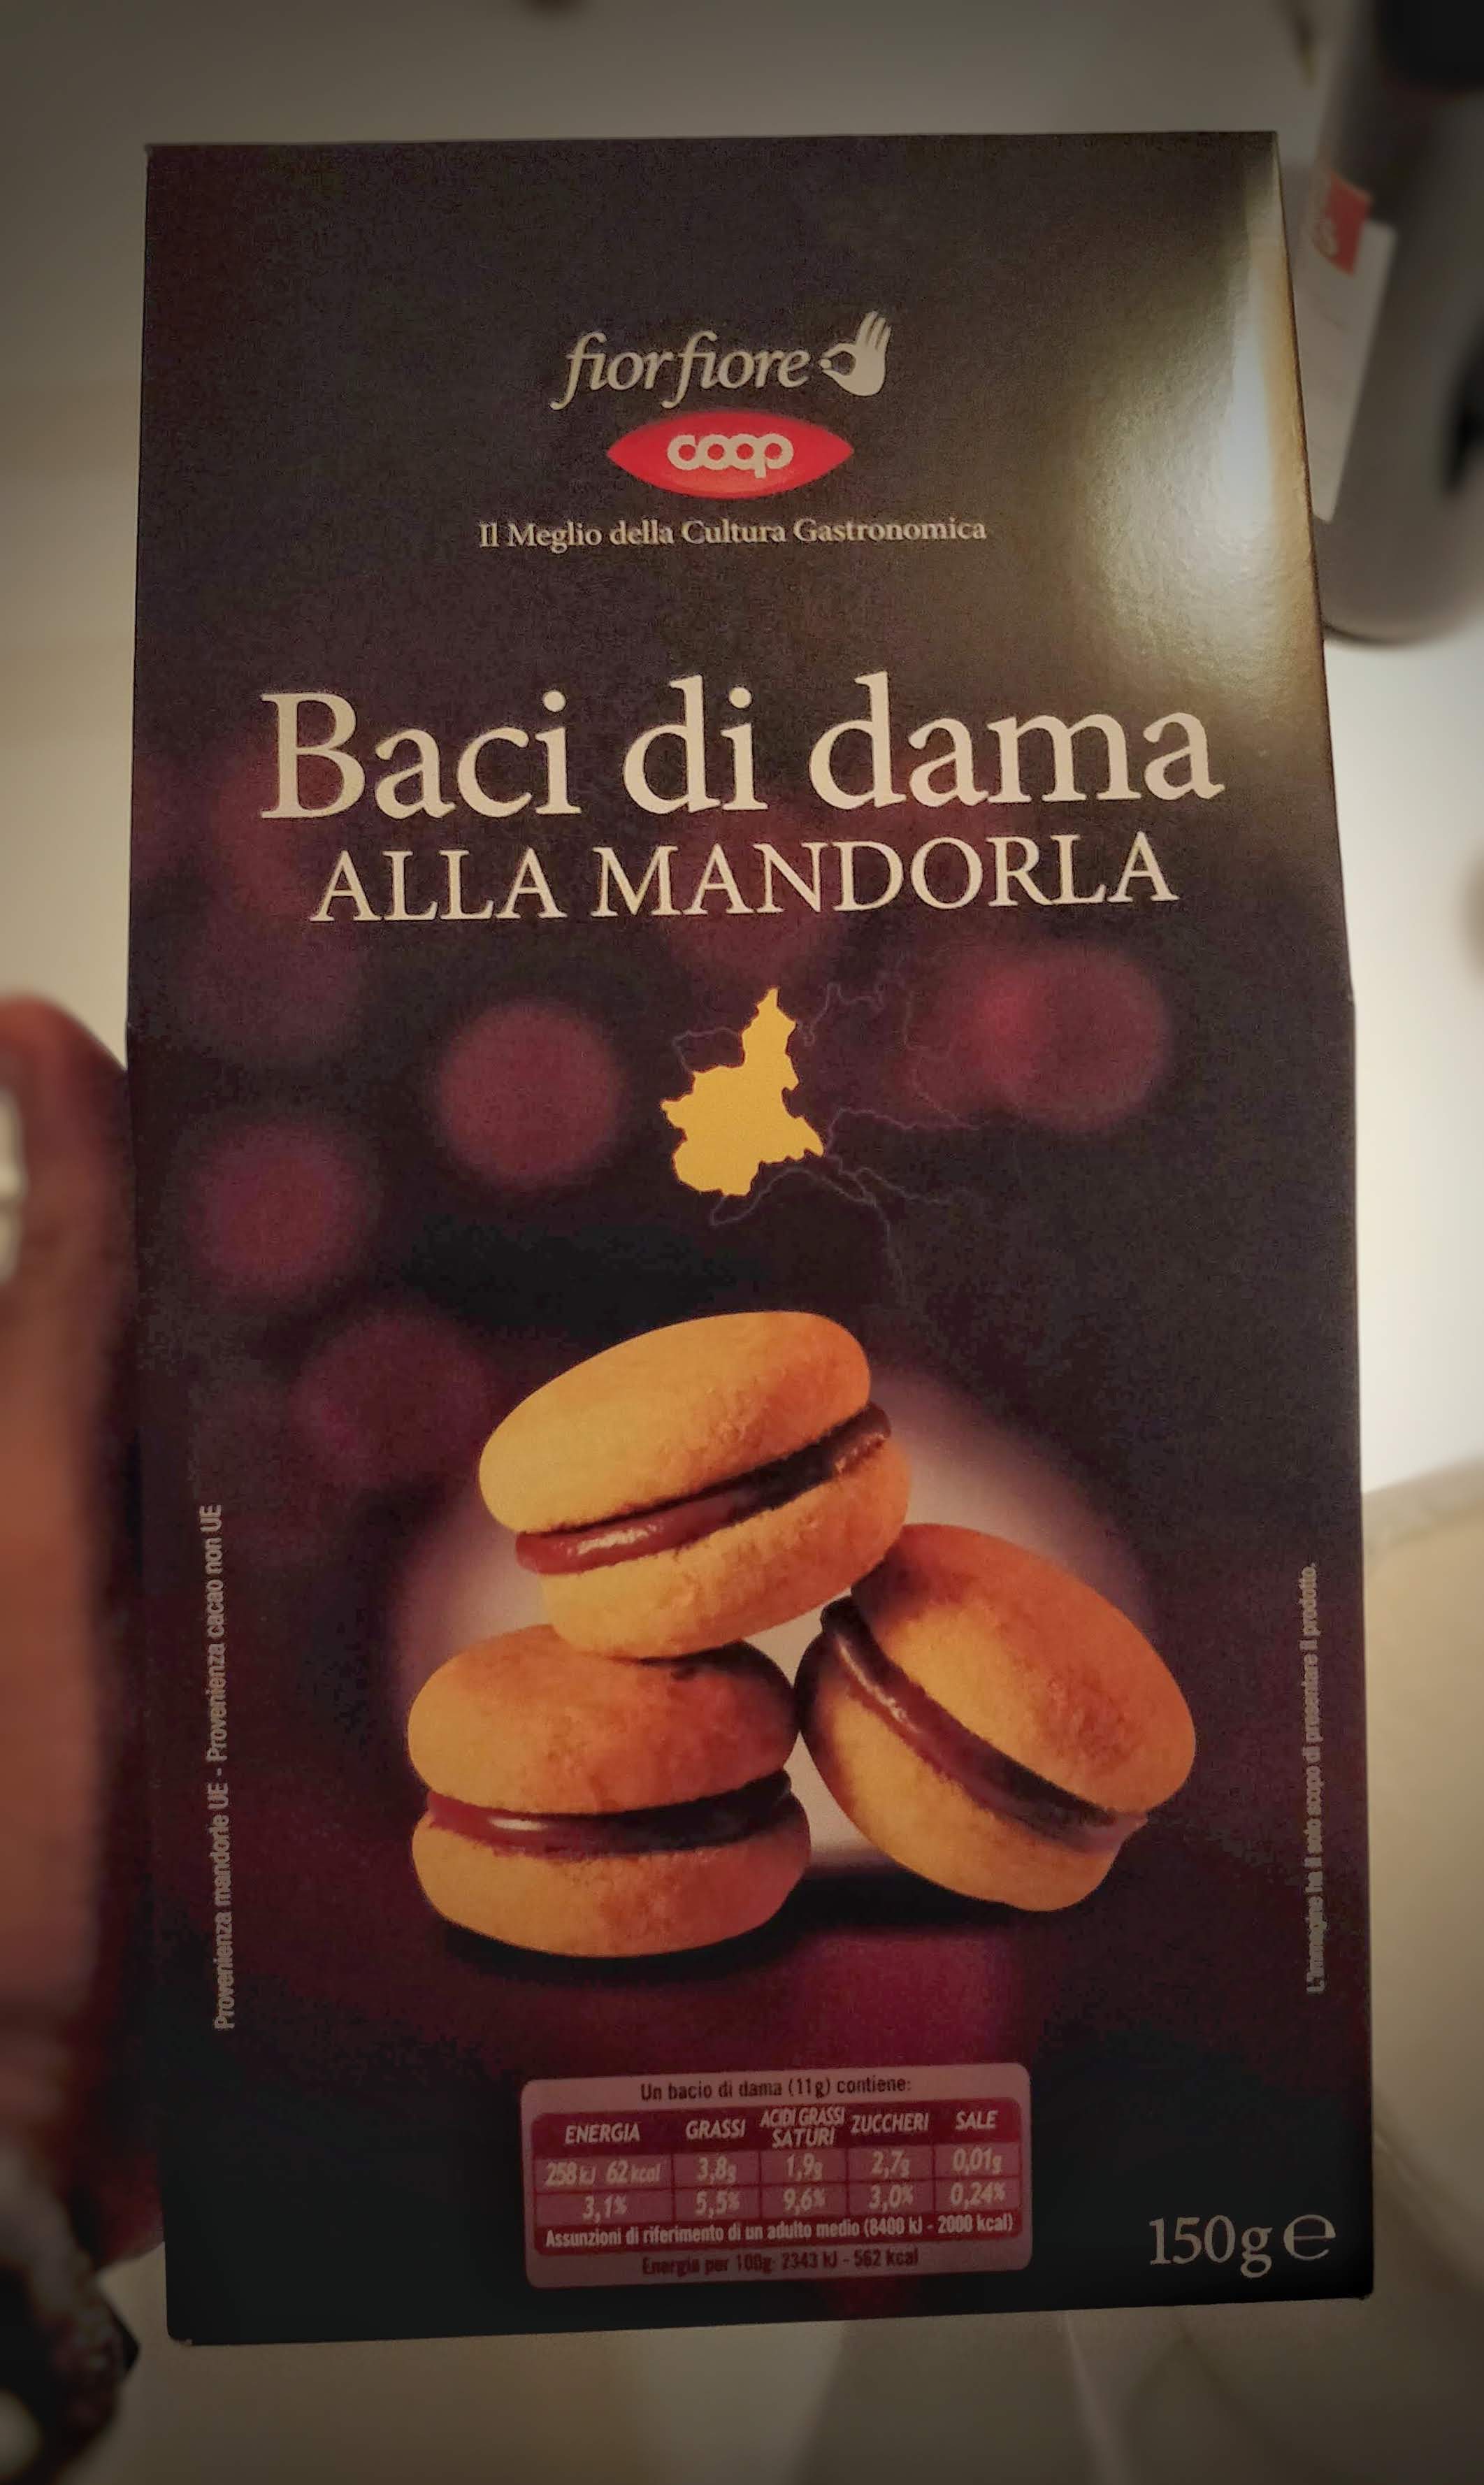 fiorfiore
coop
Il Meglio della Cultura Gastronomica
Baci di dama
ALLA MANDORLA
Provenienza mandorle UE - Provenienza cacao non UE
L'immagine ha il solo scopo di presentare il prodotto.
Un bacio di dama (11g) contiene:
ENERGIA GRASSI ACIDI GRASSI SATURI ZUCCHERI SALE
258 kJ 62 kcal 3,8g 1,9g 2,7g 0,01g
3,1% 5,5% 9,6% 3,0% 0,24%
Assunzioni di riferimento di un adulto medio (8400 kJ - 2000 kcal)
Energia per 100g: 2343 kJ - 562 kcal
150g e